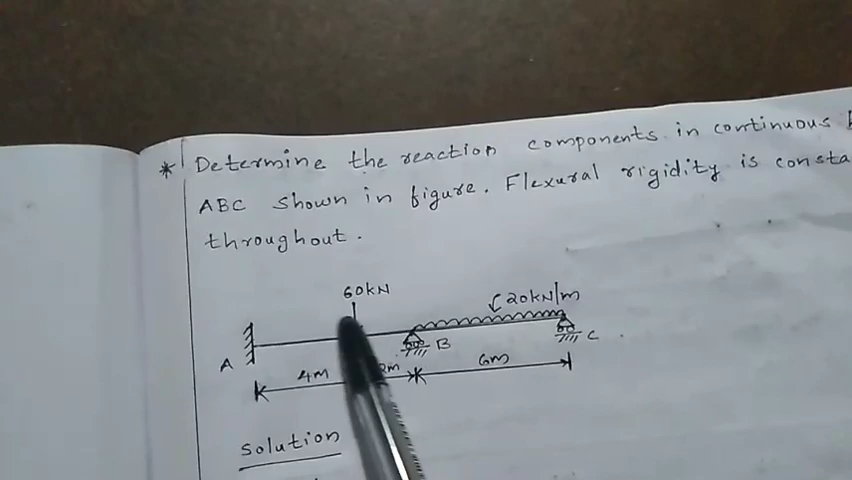 * Determine the reaction components in continuous
ABC shown in figure. Flexural rigidity is consta
throughout.
60kN
20kN/m
A
B
C
4m
2m
6m
Solution